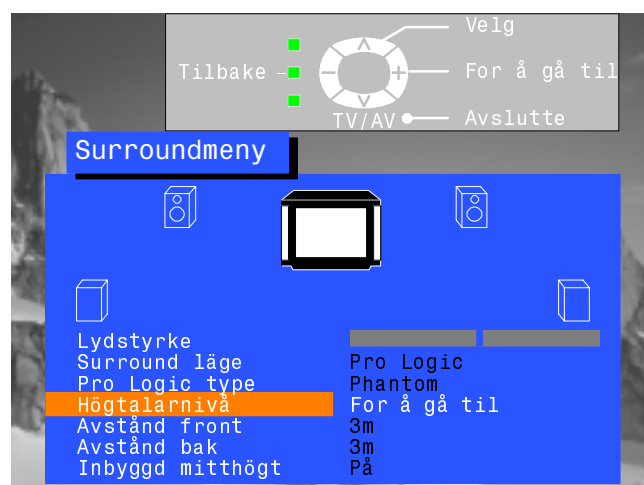 Velg
Tilbake
For å gå til
TV/AV Avslutte
Surroundmeny
Lydstyrke
Surround läge Pro Logic
Pro Logic type Phantom
Högtalarnivå For å gå til
Avstånd front 3m
Avstånd bak 3m
Inbyggd mitthögt På